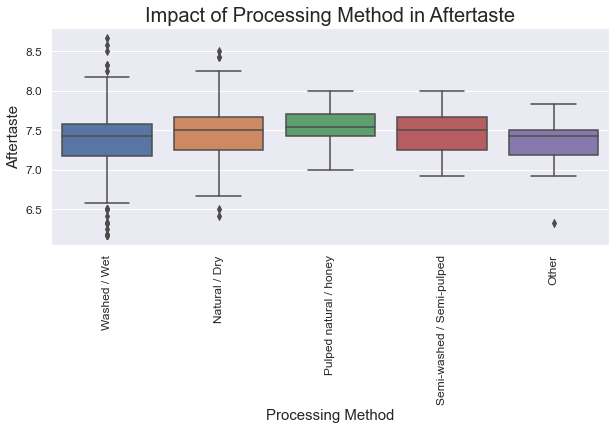 Impact of Processing Method in Aftertaste
8.5
8.0
7.5
7.0
6.5
Aftertaste
Washed / Wet
Natural / Dry
Pulped natural / honey
Semi-washed / Semi-pulped
Other
Processing Method